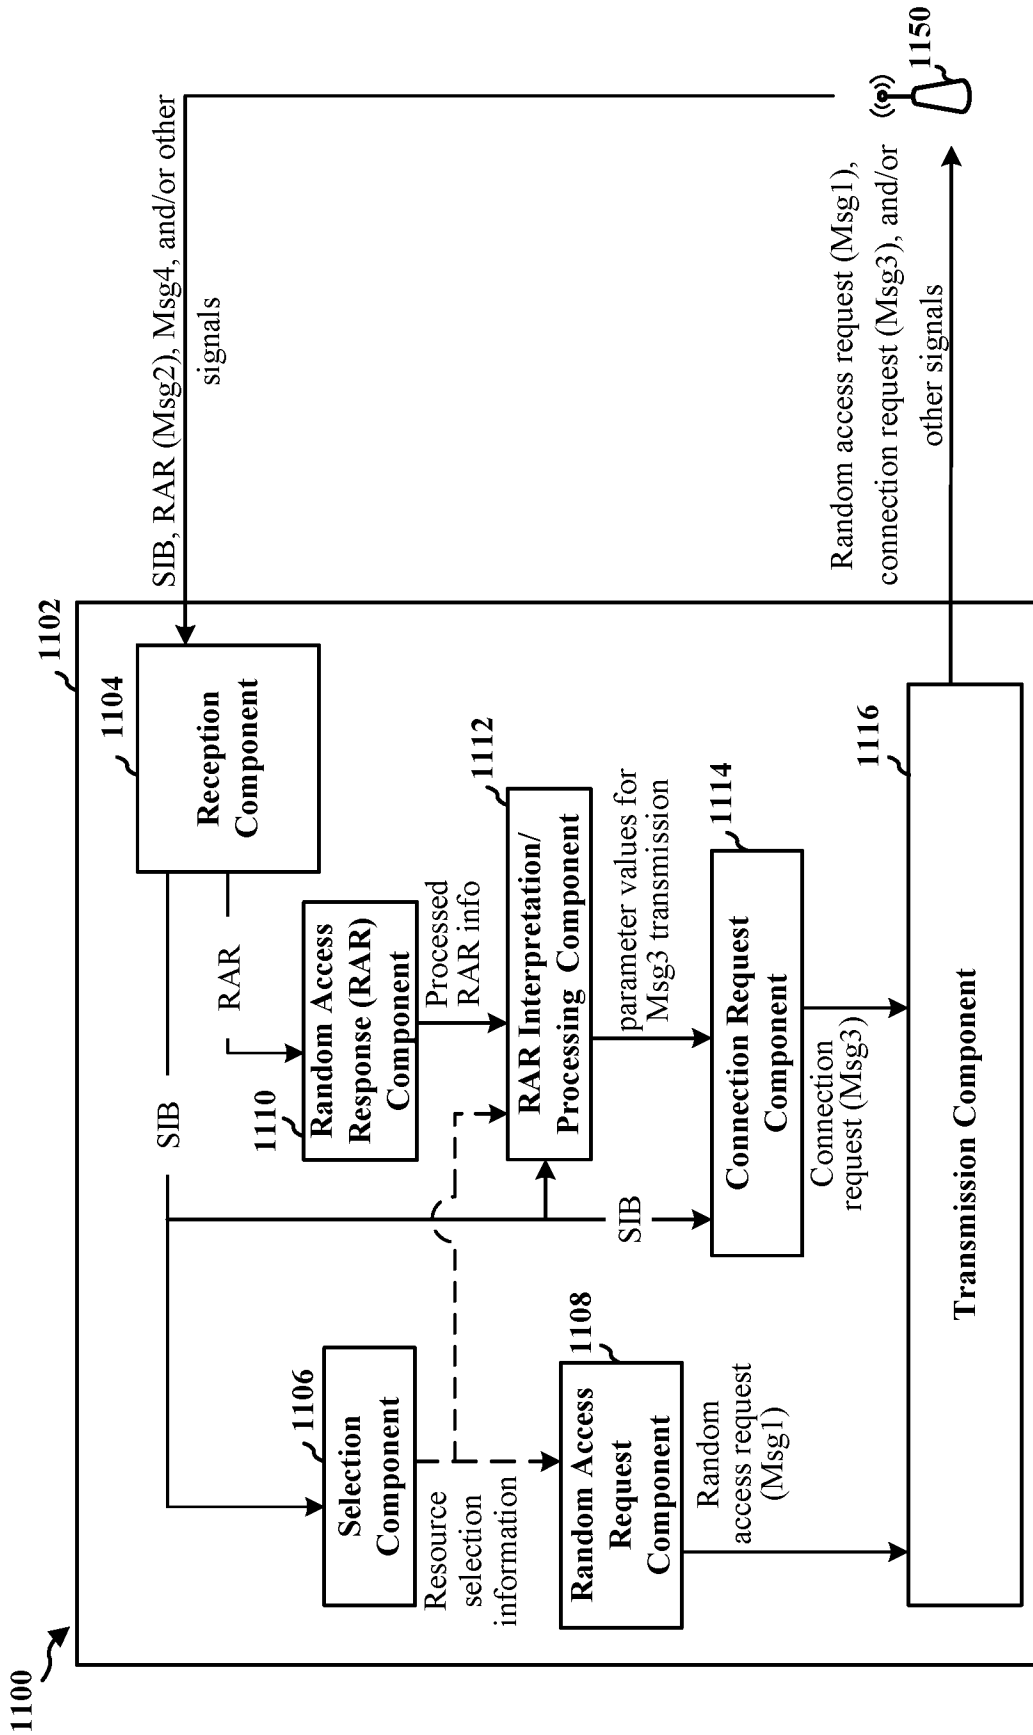 1100
1102
1104
Reception
Component
SIB, RAR (Msg2), Msg4, and/or other
signals
SIB
RAR
1106
Selection
Component
1110
Random Access
Response (RAR)
Component
Resource
selection
information
Processed
RAR info
1112
RAR Interpretation/
Processing Component
1108
Random Access
Request
Component
SIB
parameter values for
Msg3 transmission
1114
Connection Request
Component
Random
access request
(Msg1)
Connection
request (Msg3)
1116
Transmission Component
Random access request (Msg1),
connection request (Msg3), and/or
other signals
1150